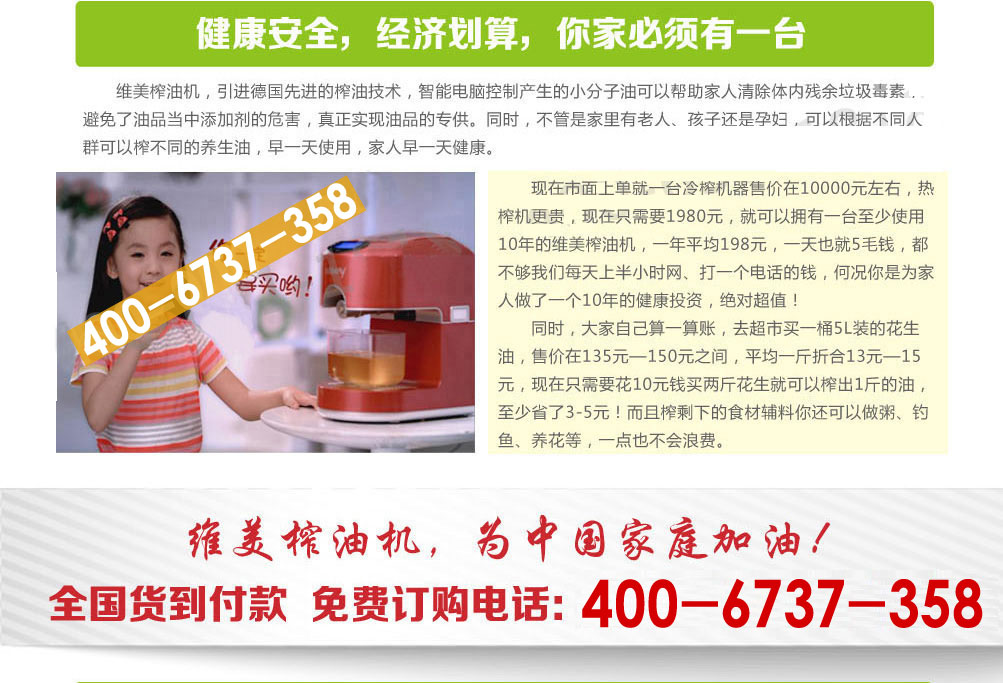 健康安全，经济划算，你家必须有一台
维美榨油机，引进德国先进的榨油技术，智能电脑控制产生的小分子油可以帮助家人清除体内残余垃圾毒素．
避免了油品当中添加剂的危害，真正实现油品的专供。同时，不管是家里有老人、孩子还是孕妇，可以根据不同人
群可以榨不同的养生油，早一天使用，家人早一天健康。
400-6737-358
买哟！
现在市面上单就一台冷榨机器售价在10000元左右，热
榨机更贵，现在只需要1980元，就可以拥有一台至少使用
10年的维美榨油机，一年平均198元，一天也就5毛钱，都
不够我们每天上半小时网、打一个电话的钱，何况你是为家
人做了一个10年的健康投资，绝对超值！
同时，大家自己算一算账，去超市买一桶5L装的花生
油，售价在135元—150元之间，平均一斤折合13元—15
元，现在只需要花10元钱买两斤花生就可以榨出1斤的油，
至少省了3-5元！而且榨剩下的食材辅料你还可以做粥、钓
鱼、养花等，一点也不会浪费。
维美榨油机，为中国家庭加油！
全国货到付款 免费订购电话：400-6737-358